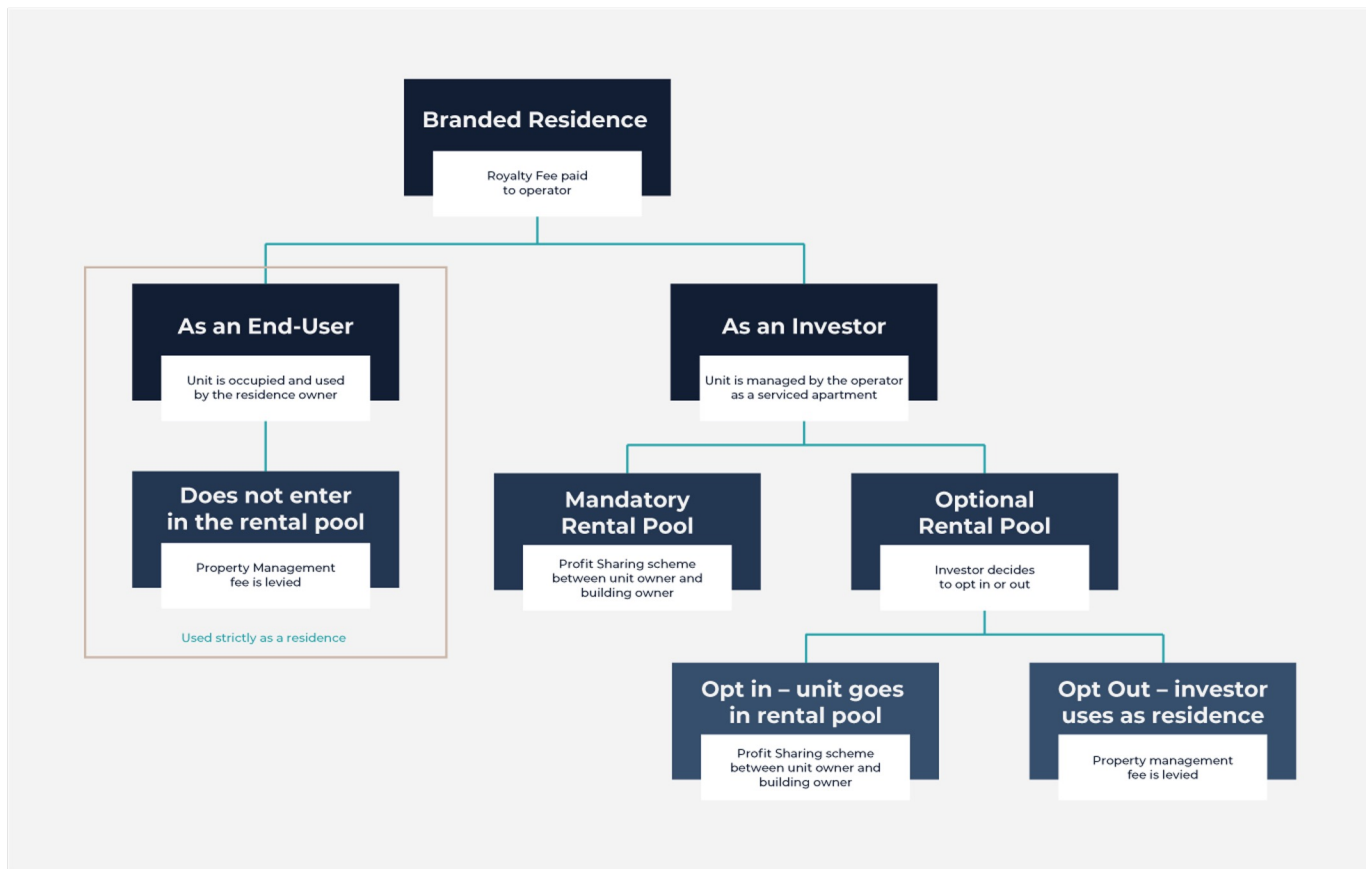 Branded Residence
Royalty Fee paid
to operator
As an End-User
Unit is occupied and used
by the residence owner
As an Investor
Unit is managed by the operator
as a serviced apartment
Does not enter
in the rental pool
Property Management
fee is levied
Used strictly as a residence
Mandatory
Rental Pool
Profit Sharing scheme
between unit owner and
building owner
Optional
Rental Pool
Investor decides
to opt in or out
Opt in – unit goes
in rental pool
Profit Sharing scheme
between unit owner and
building owner
Opt Out – investor
uses as residence
Property management
fee is levied